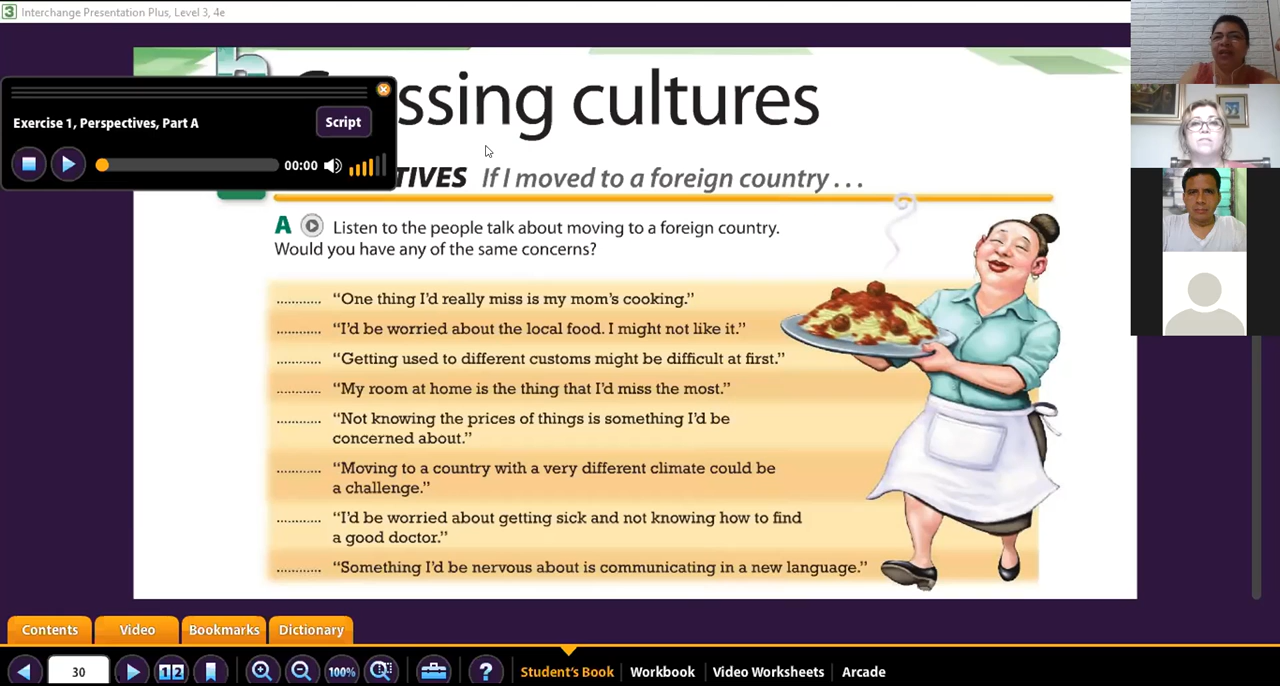 Interchange Presentation Plus, Level 3, 4e
ssing cultures
Exercise 1, Perspectives, Part A
Script
00:00
TIVES If I moved to a foreign country . . .
A Listen to the people talk about moving to a foreign country.
Would you have any of the same concerns?
............ “One thing I’d really miss is my mom’s cooking.”
............ “I’d be worried about the local food. I might not like it.”
............ “Getting used to different customs might be difficult at first.”
............ “My room at home is the thing that I’d miss the most.”
............ “Not knowing the prices of things is something I’d be
concerned about.”
............ “Moving to a country with a very different climate could be
a challenge.”
............ “I’d be worried about getting sick and not knowing how to find
a good doctor.”
............ “Something I’d be nervous about is communicating in a new language.”
Contents Video Bookmarks Dictionary
30 12 100% ? Student's Book Workbook Video Worksheets Arcade